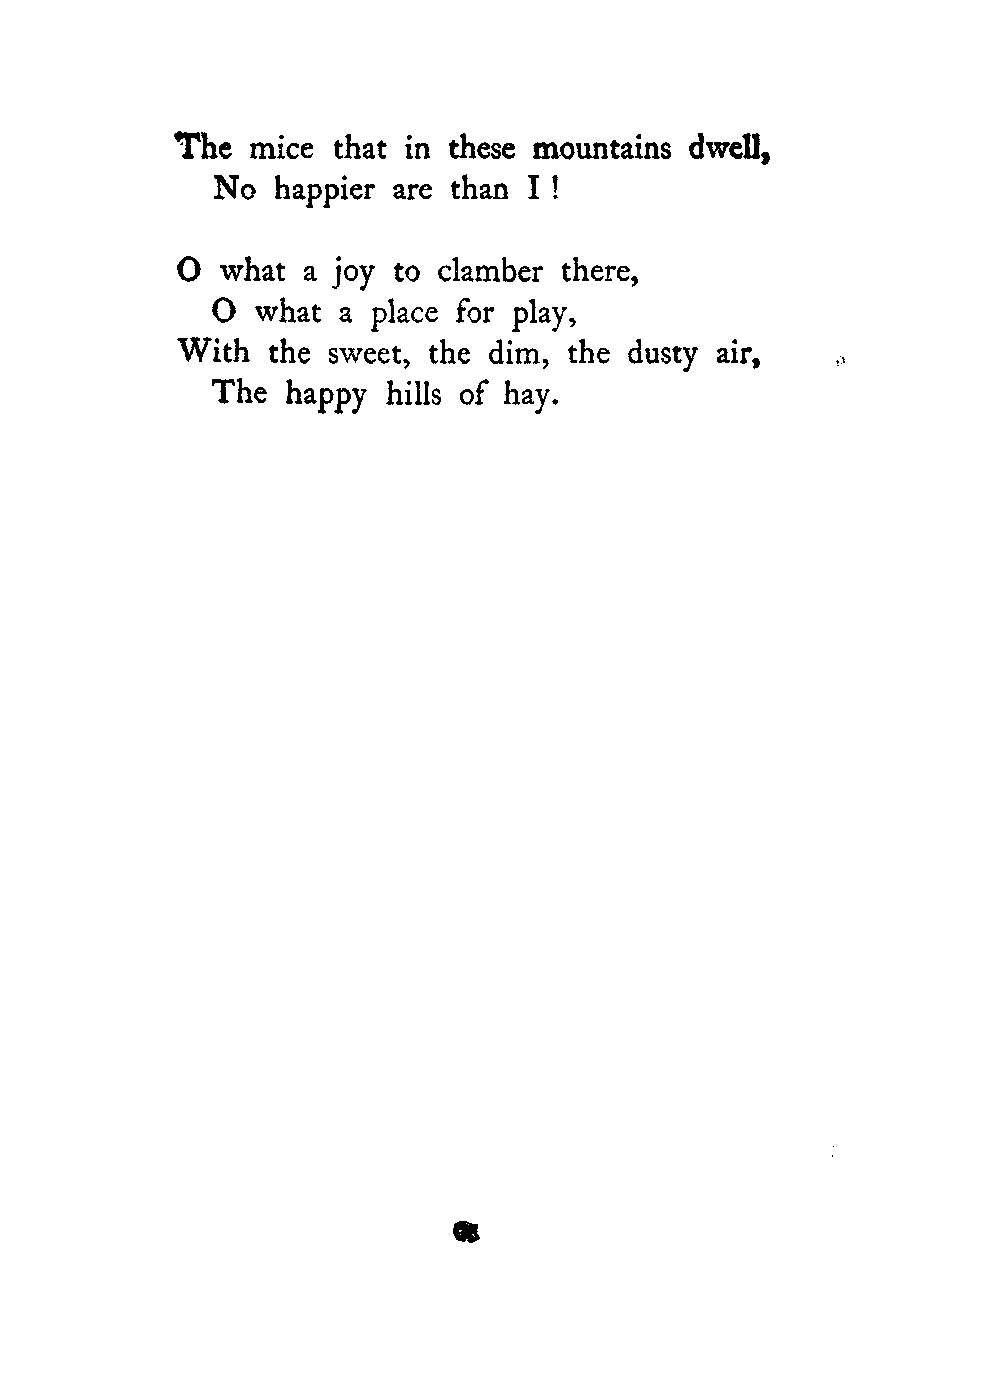 The mice that in these mountains dwell,
No happier are than I !
O what a joy to clamber there,
O what a place for play,
With the sweet, the dim, the dusty air,
The happy hills of hay.